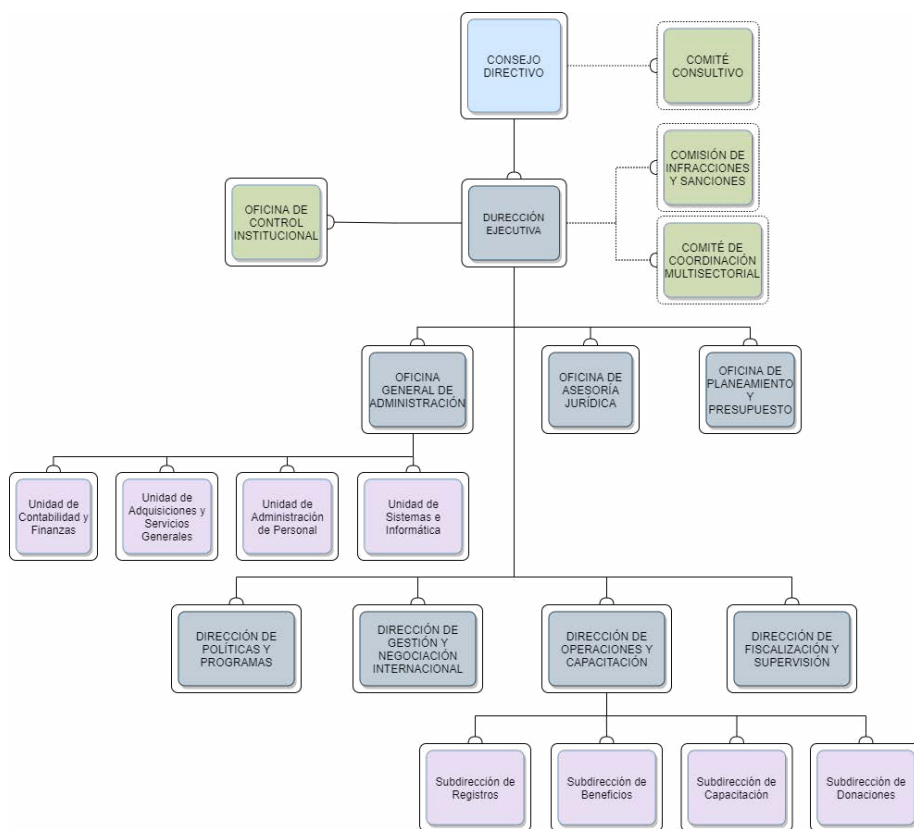 CONSEJO
DIRECTIVO
COMITÉ
CONSULTIVO
COMISIÓN DE
INFRACCIONES
Y SANCIONES
OFICINA DE
CONTROL
INSTITUCIONAL
DURECCIÓN
EJECUTIVA
COMITÉ DE
COORDINACIÓN
MULTISECTORIAL
OFICINA
GENERAL DE
ADMINISTRACIÓN
OFICINA DE
ASESORÍA
JURÍDICA
OFICINA DE
PLANEAMIENTO
Y
PRESUPUESTO
Unidad de
Contabilidad y
Finanzas
Unidad de
Adquisiciones y
Servicios
Generales
Unidad de
Administración
de Personal
Unidad de
Sistemas e
Informática
DIRECCIÓN DE
POLÍTICAS Y
PROGRAMAS
DIRECCIÓN DE
GESTIÓN Y
NEGOCIACIÓN
INTERNACIONAL
DIRECCIÓN DE
OPERACIONES Y
CAPACITACIÓN
DIRECCIÓN DE
FISCALIZACIÓN Y
SUPERVISIÓN
Subdirección de
Registros
Subdirección de
Beneficios
Subdirección de
Capacitación
Subdirección de
Donaciones